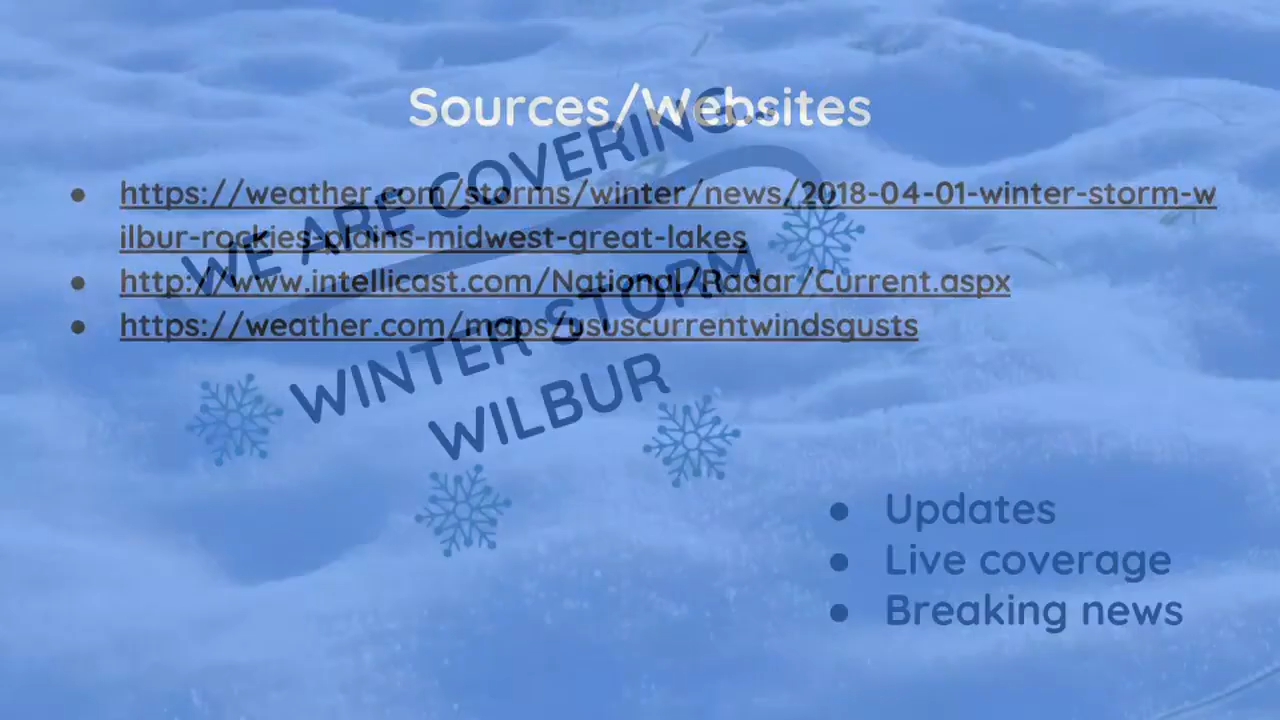 Sources/Websites
● https://weather.com/storms/winter/news/2018-04-01-winter-storm-w
ilbur-rockies-plains-midwest-great-lakes
● http://www.intellicast.com/National/Radar/Current.aspx
● https://weather.com/maps/ususcurrentwindsgusts
WE ARE COVERING...
WINTER STORM
WILBUR
● Updates
● Live coverage
● Breaking news